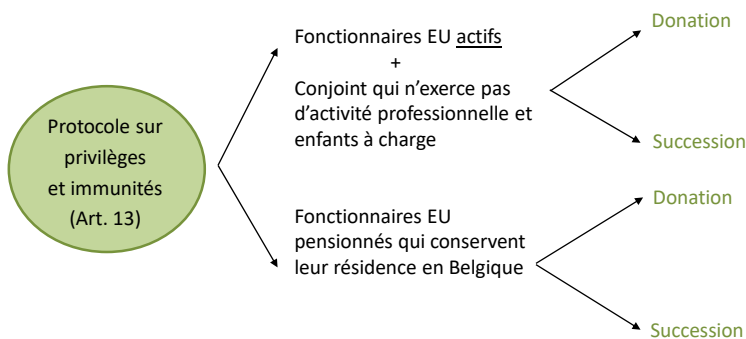 Protocole sur
privilèges
et immunités
(Art. 13)
Fonctionnaires EU actifs
+
Conjoint qui n'exerce pas
d'activité professionnelle et
enfants à charge
Donation
Succession
Fonctionnaires EU
pensionnés qui conservent
leur résidence en Belgique
Donation
Succession